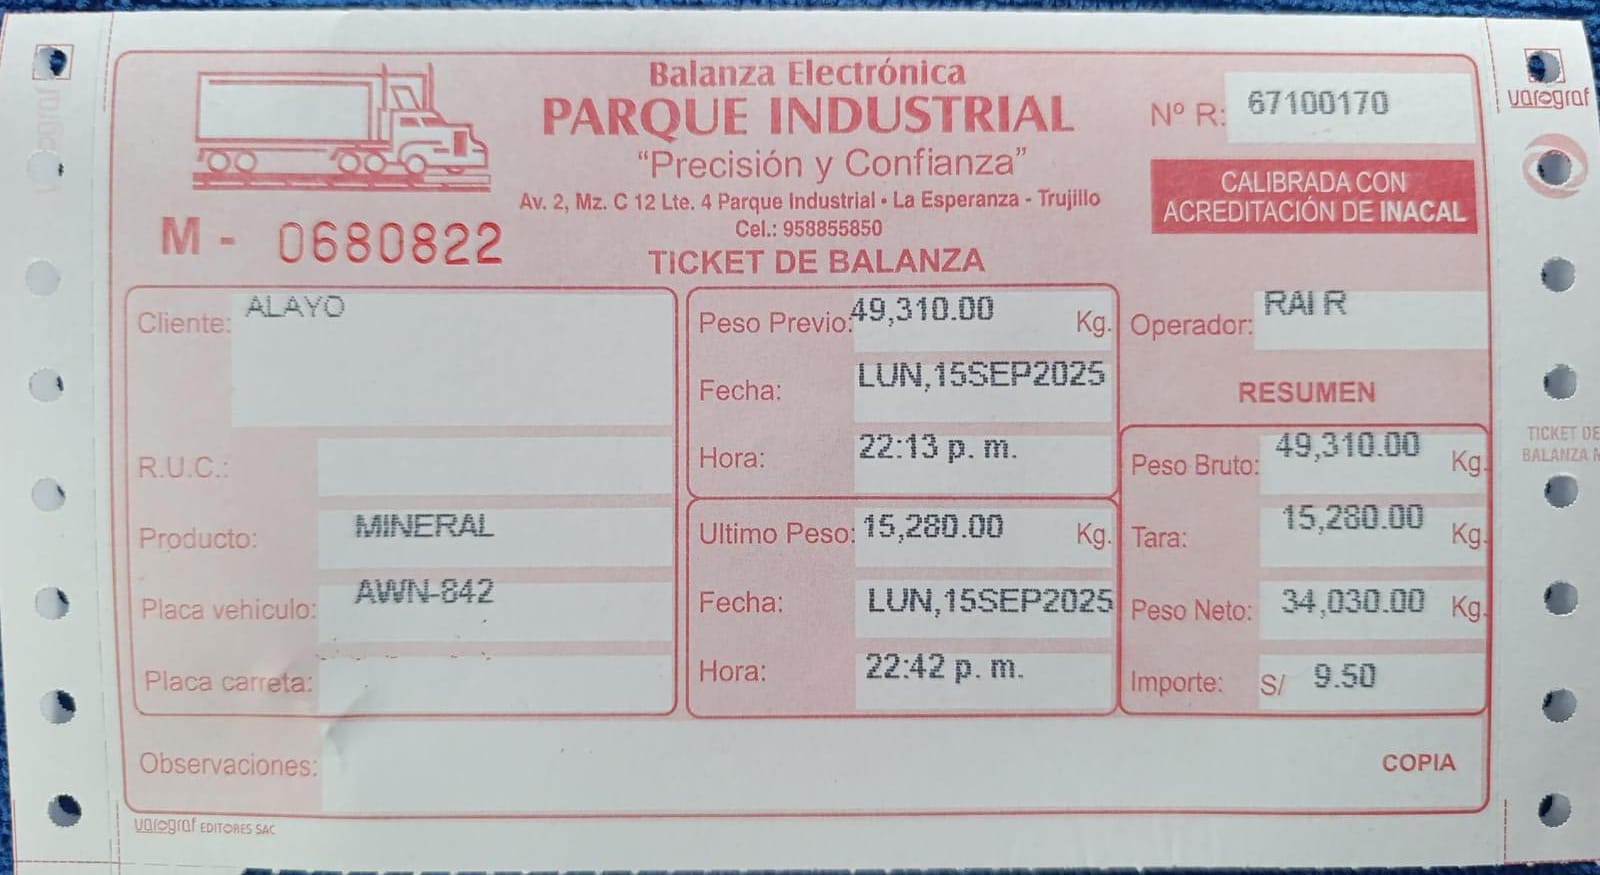 Balanza Electrónica
PARQUE INDUSTRIAL
“Precisión y Confianza”
Av. 2, Mz. C 12 Lte. 4 Parque Industrial • La Esperanza - Trujillo
Cel.: 958855850
TICKET DE BALANZA
Nº R: 67100170
CALIBRADA CON
ACREDITACIÓN DE INACAL
M - 0680822
Cliente: ALAYO
R.U.C.:
Producto: MINERAL
Placa vehiculo: AWN-842
Placa carreta:
Peso Previo: 49,310.00 Kg.
Fecha: LUN,15SEP2025
Hora: 22:13 p. m.
Ultimo Peso: 15,280.00 Kg.
Fecha: LUN,15SEP2025
Hora: 22:42 p. m.
Operador: RAI R
RESUMEN
Peso Bruto: 49,310.00 Kg.
Tara: 15,280.00 Kg.
Peso Neto: 34,030.00 Kg.
Importe: S/ 9.50
Observaciones:
COPIA
varograf EDITORES SAC
varograf
TICKET DE
BALANZA M